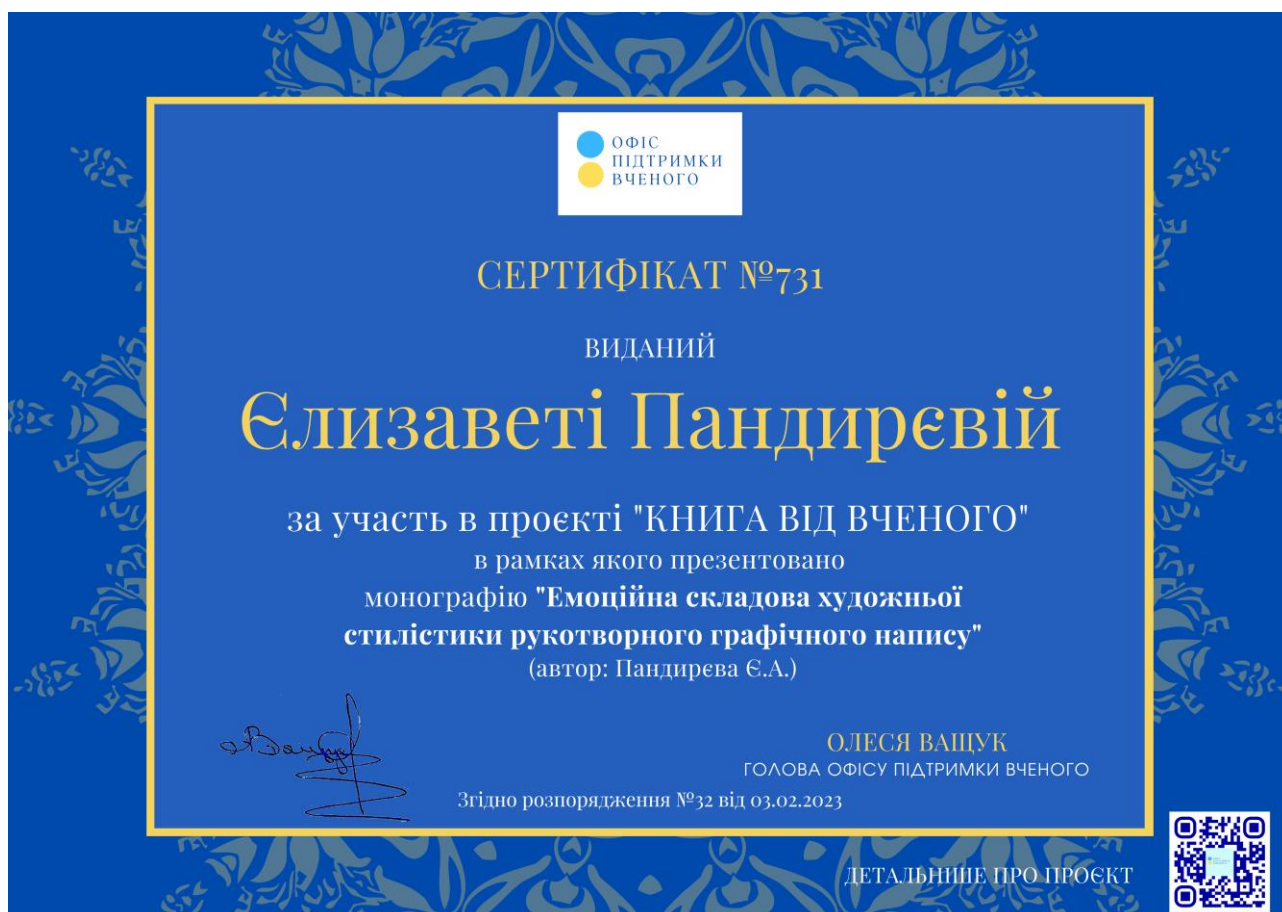 ОФІС
ПІДТРИМКИ
ВЧЕНОГО
СЕРТИФІКАТ №731
ВИДАНИЙ
Єлизаветі Пандирєвій
за участь в проєкті "КНИГА ВІД ВЧЕНОГО"
в рамках якого презентовано
монографію "Емоційна складова художньої
стилістики рукотворного графічного напису"
(автор: Пандирєва Є.А.)
ОЛЕСЯ ВАЩУК
ГОЛОВА ОФІСУ ПІДТРИМКИ ВЧЕНОГО
Згідно розпорядження №32 від 03.02.2023
ДЕТАЛЬНІШЕ ПРО ПРОЄКТ